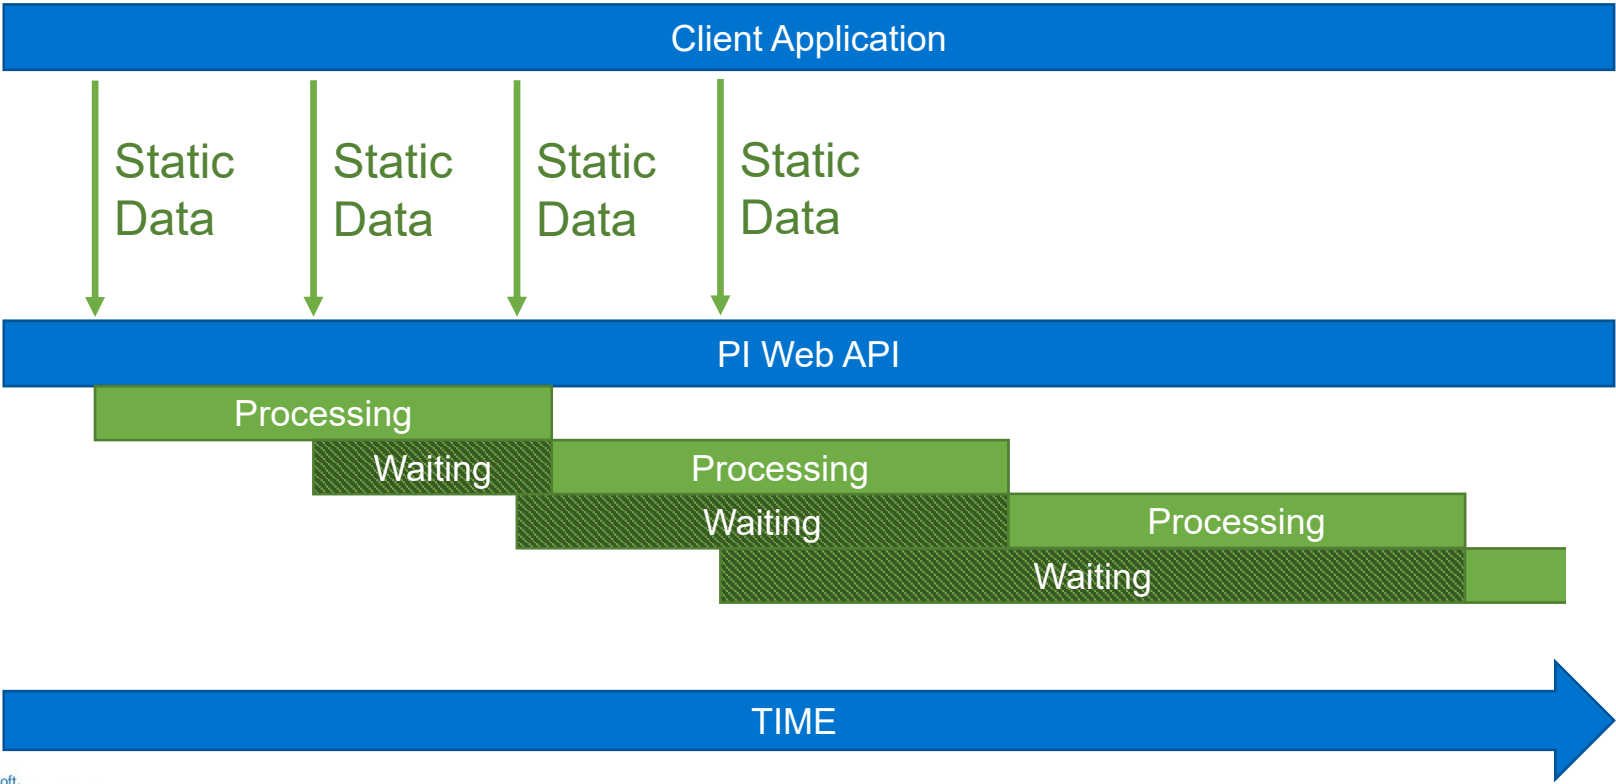 Client Application
Static
Data
Static
Data
Static
Data
Static
Data
PI Web API
Processing
Waiting
Processing
Waiting
Processing
Waiting
TIME